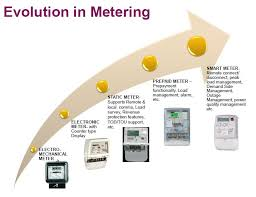 Evolution in Metering
ELECTRO-
MECHANICAL
METER
ELECTRONIC
METER- with
Counter type
Display
STATIC METER-
Supports Remote &
local comms, Load
survey, Revenue
protection features,
TOD/TOU support
etc.
PREPAID METER –
Prepayment
functionality, Load
management, alarm,
etc.
SMART METER-
Remote connect/
disconnect, peak
load management,
Demand Side
Management,
Outage
Management, power
quality management
etc